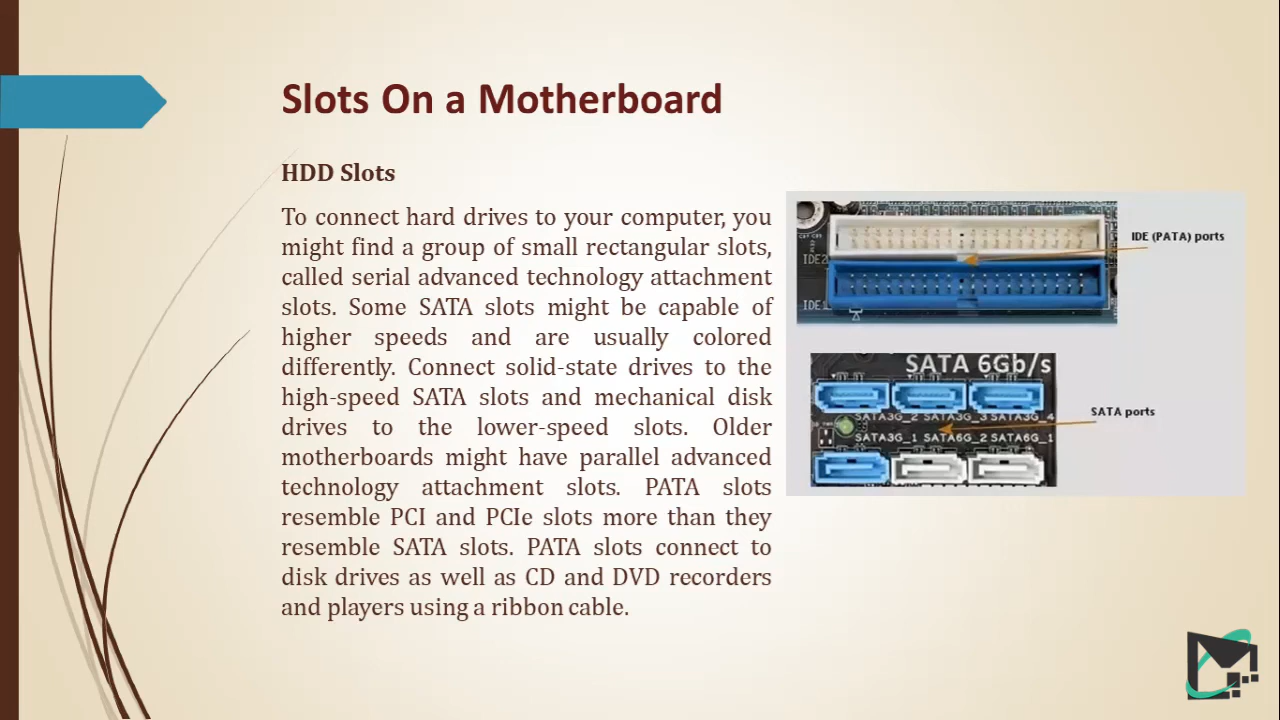 Slots On a Motherboard
HDD Slots
To connect hard drives to your computer, you
might find a group of small rectangular slots,
called serial advanced technology attachment
slots. Some SATA slots might be capable of
higher speeds and are usually colored
differently. Connect solid-state drives to the
high-speed SATA slots and mechanical disk
drives to the lower-speed slots. Older
motherboards might have parallel advanced
technology attachment slots. PATA slots
resemble PCI and PCIe slots more than they
resemble SATA slots. PATA slots connect to
disk drives as well as CD and DVD recorders
and players using a ribbon cable.
IDE (PATA) ports
IDE2
IDE1
SATA 6Gb/s
SATA3G_2 SATA3G_3 SATA3G_4
SATA ports
SATA3G_1 SATA6G_2 SATA6G_1